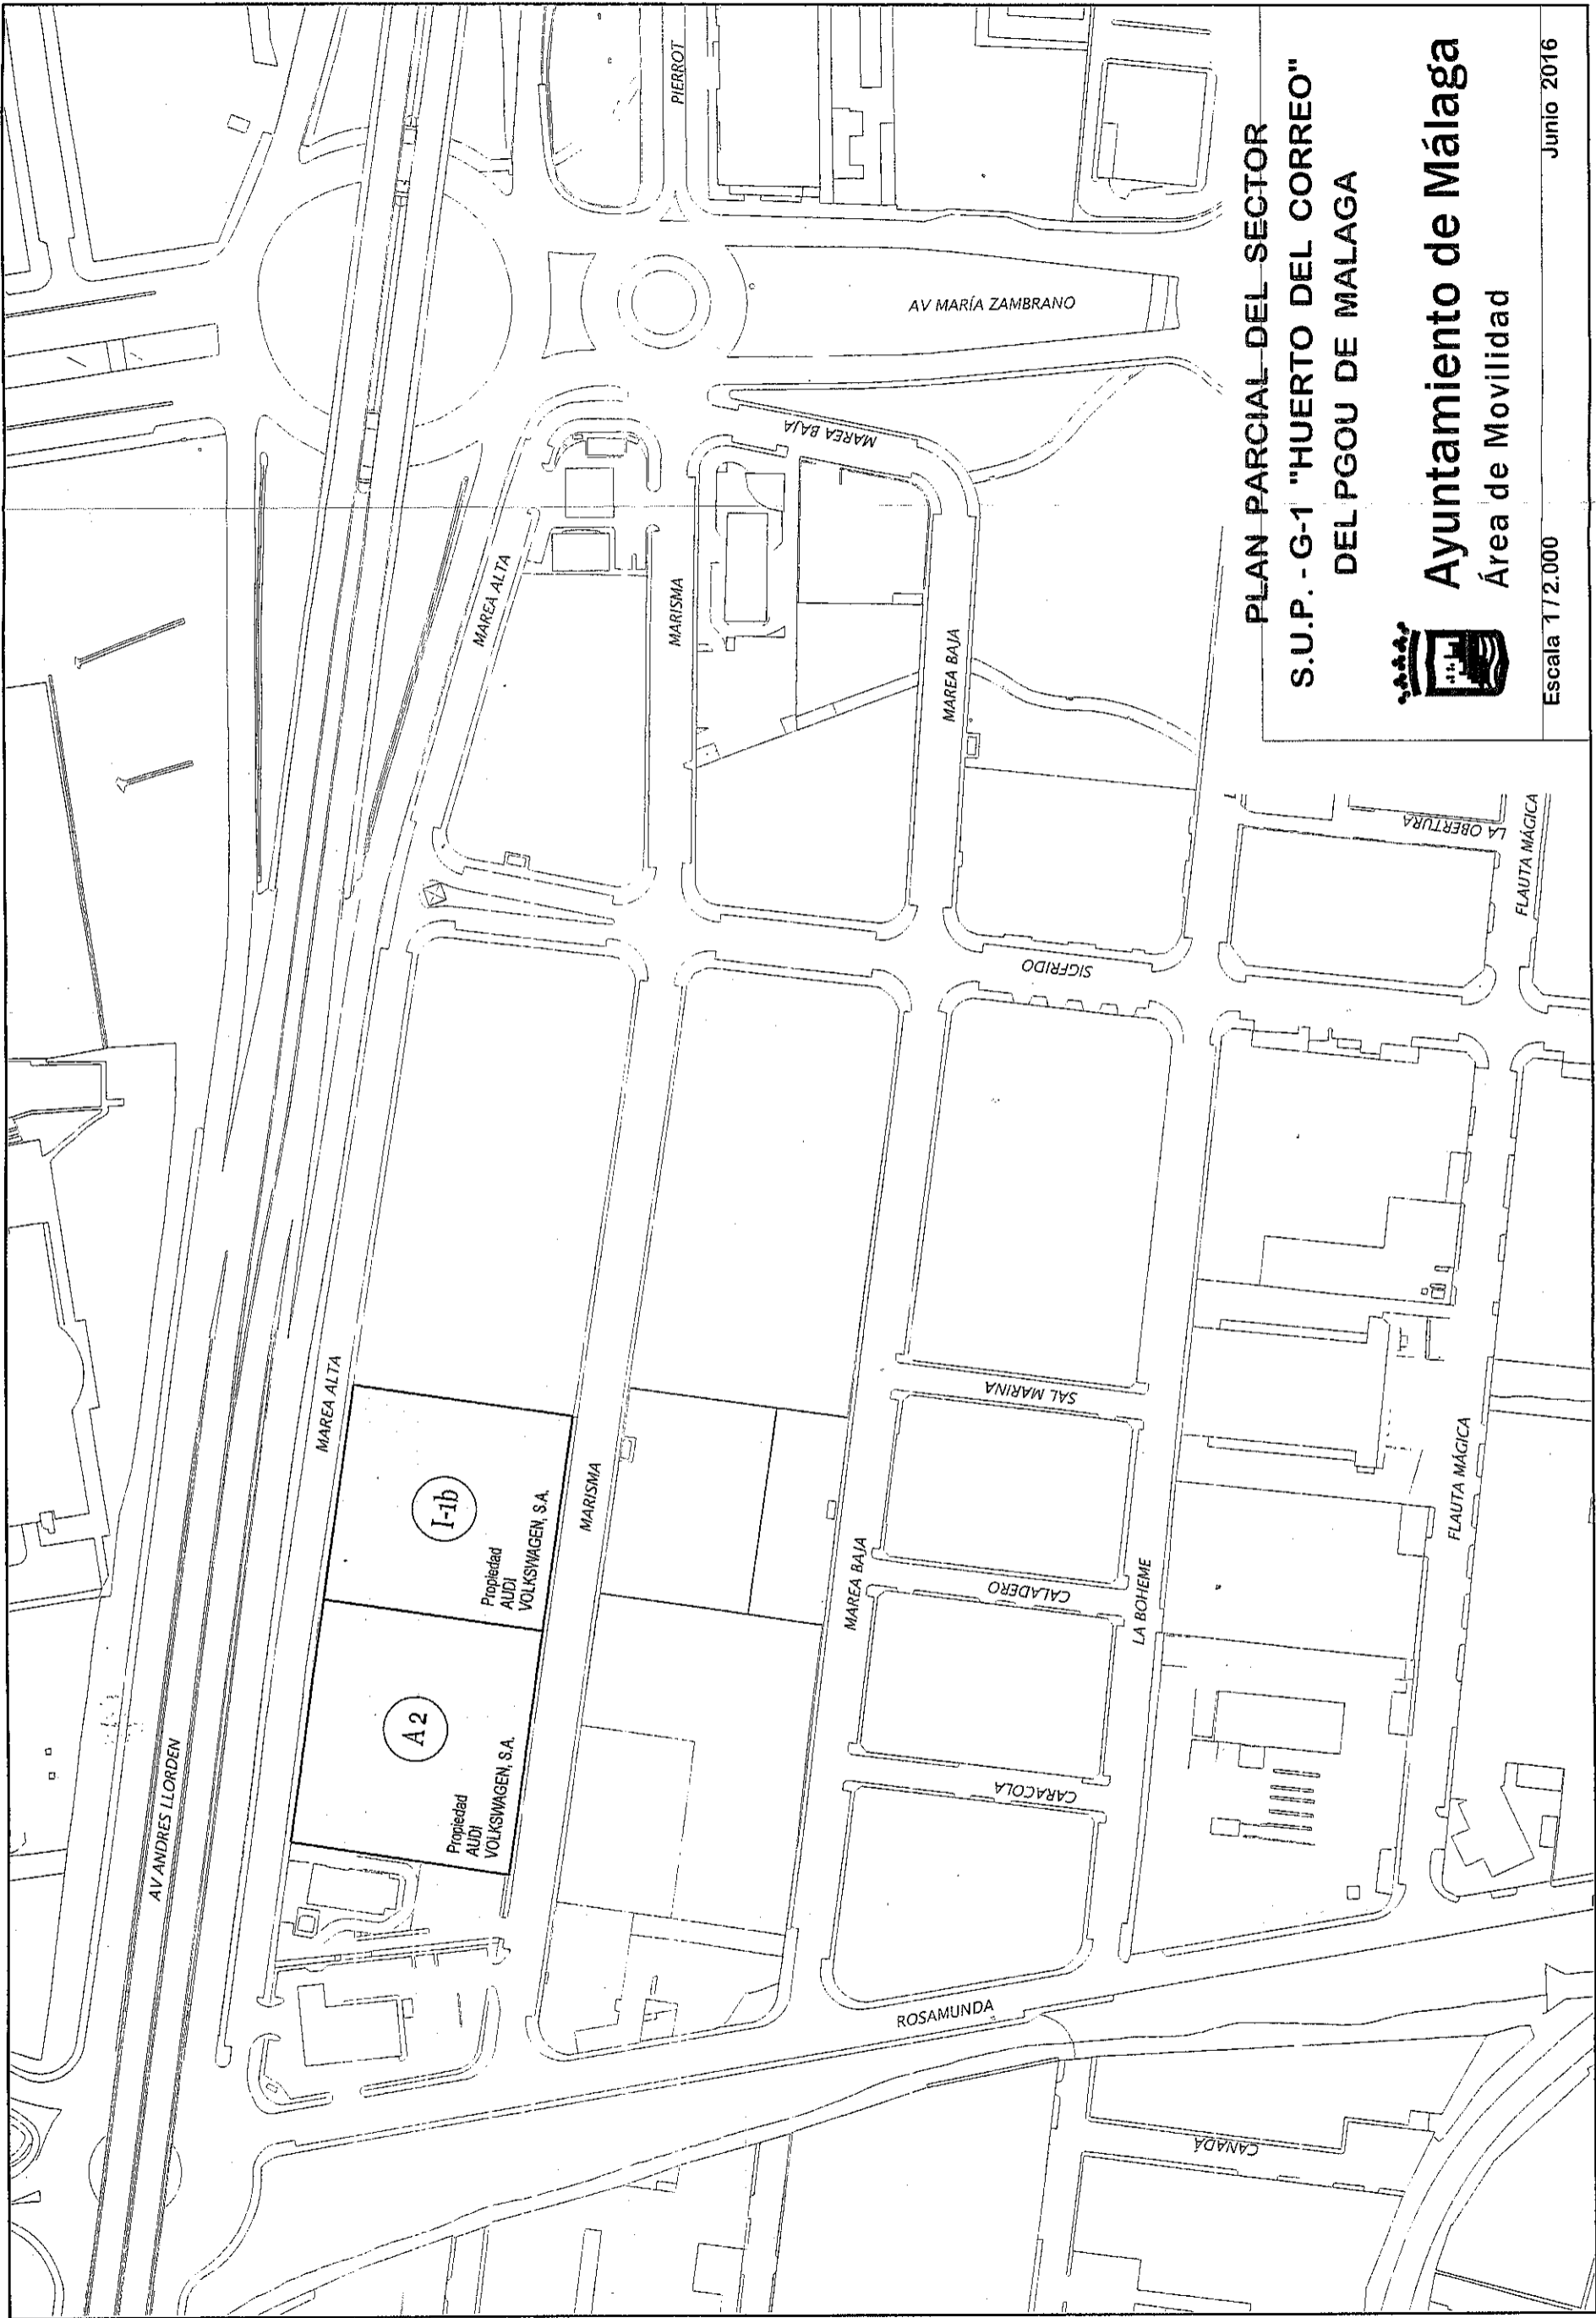 PIERROT
AV MARÍA ZAMBRANO
MAREA BAJA
MAREA ALTA
MARISMA
MAREA BAJA
SIGFRIDO
LA OBERTURA
FLAUTA MÁGICA
AV ANDRES LLORDEN
MAREA ALTA
A2
Propiedad
AUDI
VOLKSWAGEN, S.A.
I-1b
Propiedad
AUDI
VOLKSWAGEN, S.A.
MARISMA
MAREA BAJA
SAL MARINA
CALADERO
CARACOLA
LA BOHEME
FLAUTA MÁGICA
ROSAMUNDA
CANADÁ
PLAN PARCIAL DEL SECTOR
S.U.P. - G-1 "HUERTO DEL CORREO"
DEL PGOU DE MALAGA
Ayuntamiento de Málaga
Área de Movilidad
Escala 1/2.000
Junio 2016